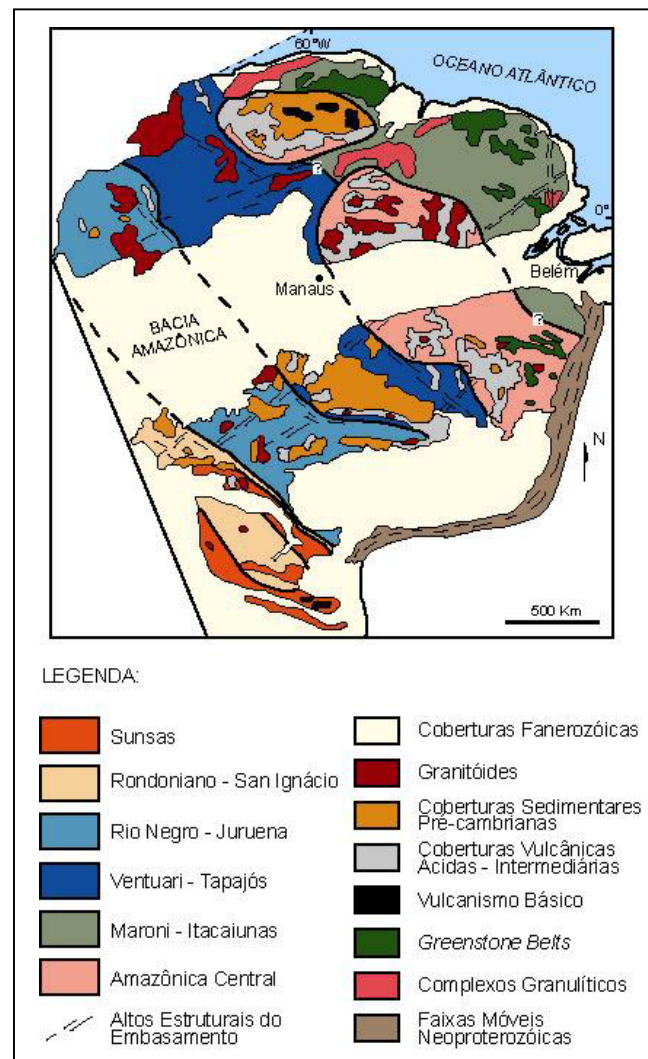 60ºW
OCEANO ATLÂNTICO
?
0º
Belém
Manaus
BACIA
AMAZÔNICA
?
N
500 Km
LEGENDA:
Sunsas
Rondoniano - San Ignácio
Rio Negro - Juruena
Ventuari - Tapajós
Maroni - Itacaiunas
Amazônica Central
Altos Estruturais do
Embasamento
Coberturas Fanerozóicas
Granitóides
Coberturas Sedimentares
Pré-cambrianas
Coberturas Vulcânicas
Ácidas - Intermediárias
Vulcanismo Básico
Greenstone Belts
Complexos Granulíticos
Faixas Móveis
Neoproterozóicas